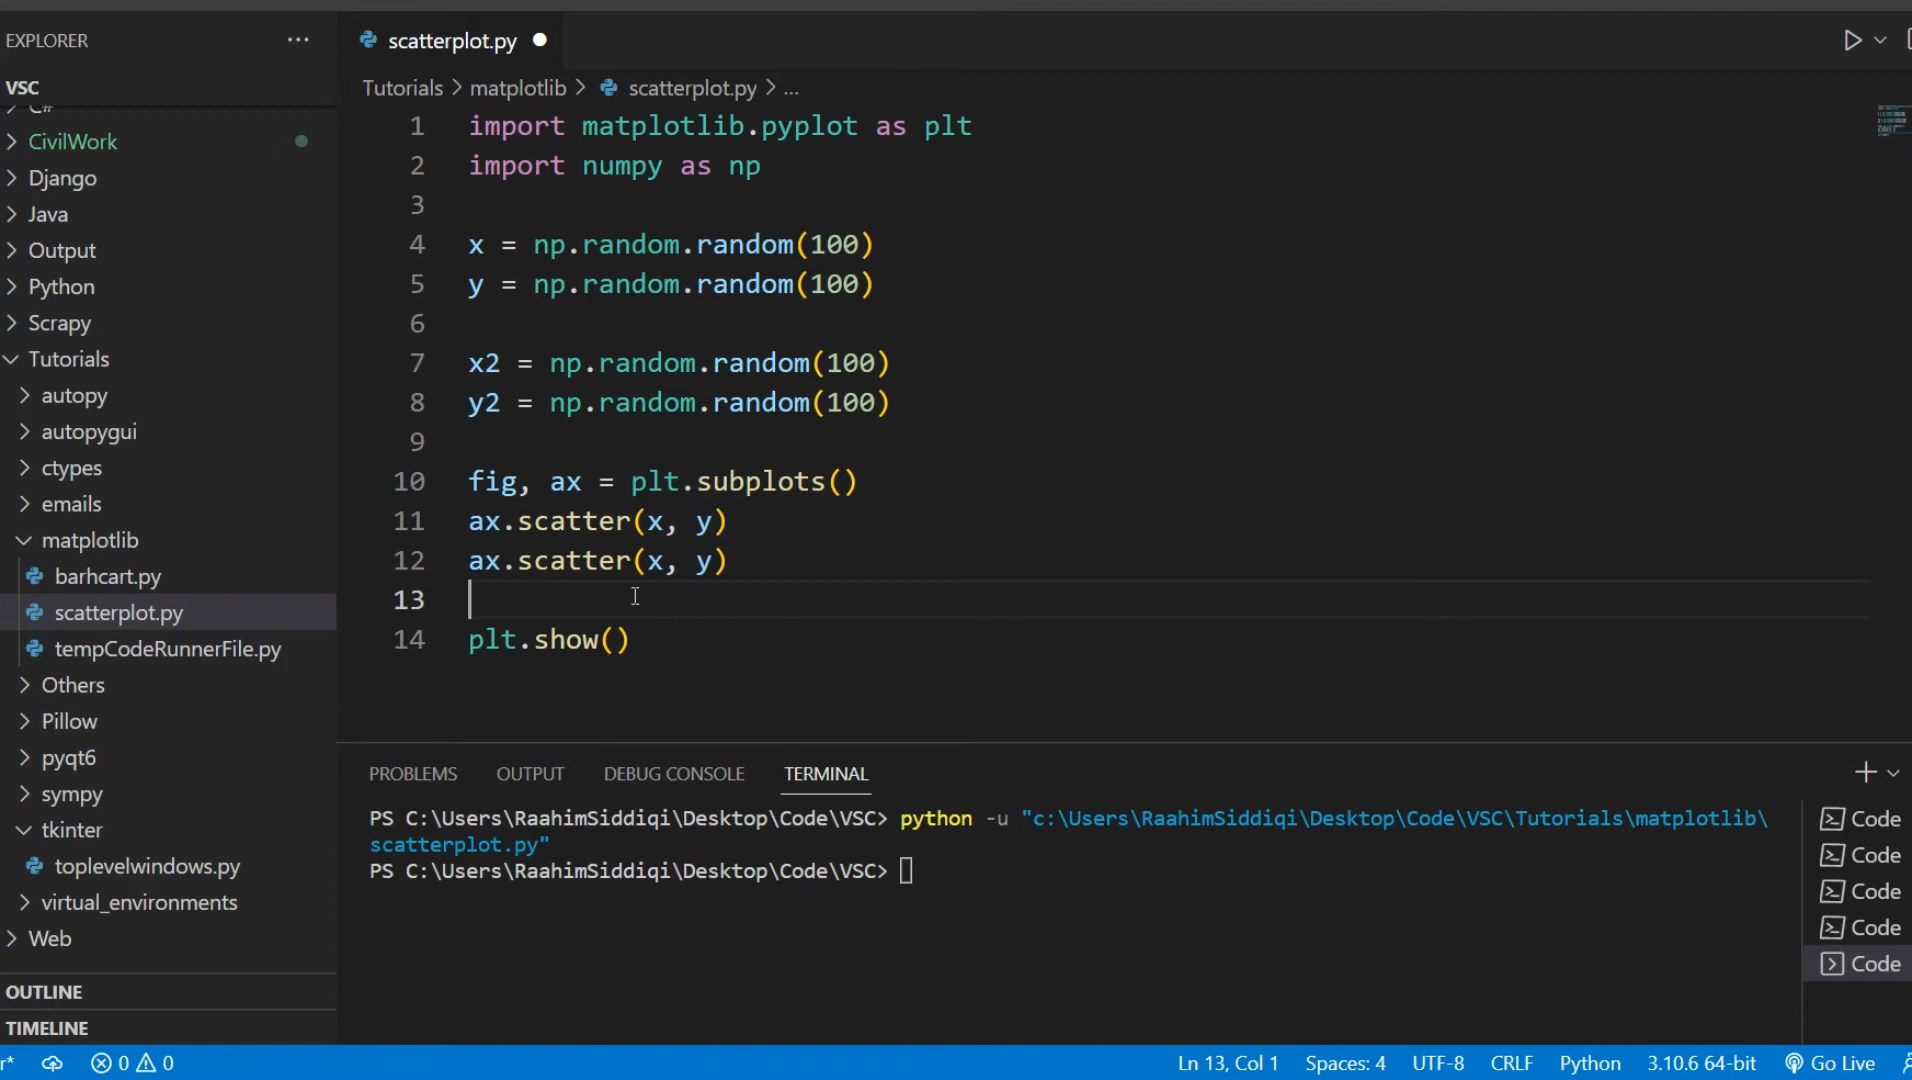 EXPLORER ···
VSC
C#
CivilWork
Django
Java
Output
Python
Scrapy
Tutorials
autopy
autopygui
ctypes
emails
matplotlib
barhcart.py
scatterplot.py
tempCodeRunnerFile.py
Others
Pillow
pyqt6
sympy
tkinter
toplevelwindows.py
virtual_environments
Web
OUTLINE
TIMELINE
scatterplot.py
Tutorials > matplotlib > scatterplot.py > ...
1 import matplotlib.pyplot as plt
2 import numpy as np
3
4 x = np.random.random(100)
5 y = np.random.random(100)
6
7 x2 = np.random.random(100)
8 y2 = np.random.random(100)
9
10 fig, ax = plt.subplots()
11 ax.scatter(x, y)
12 ax.scatter(x, y)
13
14 plt.show()
PROBLEMS OUTPUT DEBUG CONSOLE TERMINAL
PS C:\Users\RaahimSiddiqi\Desktop\Code\VSC> python -u "c:\Users\RaahimSiddiqi\Desktop\Code\VSC\Tutorials\matplotlib\
scatterplot.py"
PS C:\Users\RaahimSiddiqi\Desktop\Code\VSC>
Code
Code
Code
Code
Code
r* 0 0 Ln 13, Col 1 Spaces: 4 UTF-8 CRLF Python 3.10.6 64-bit Go Live